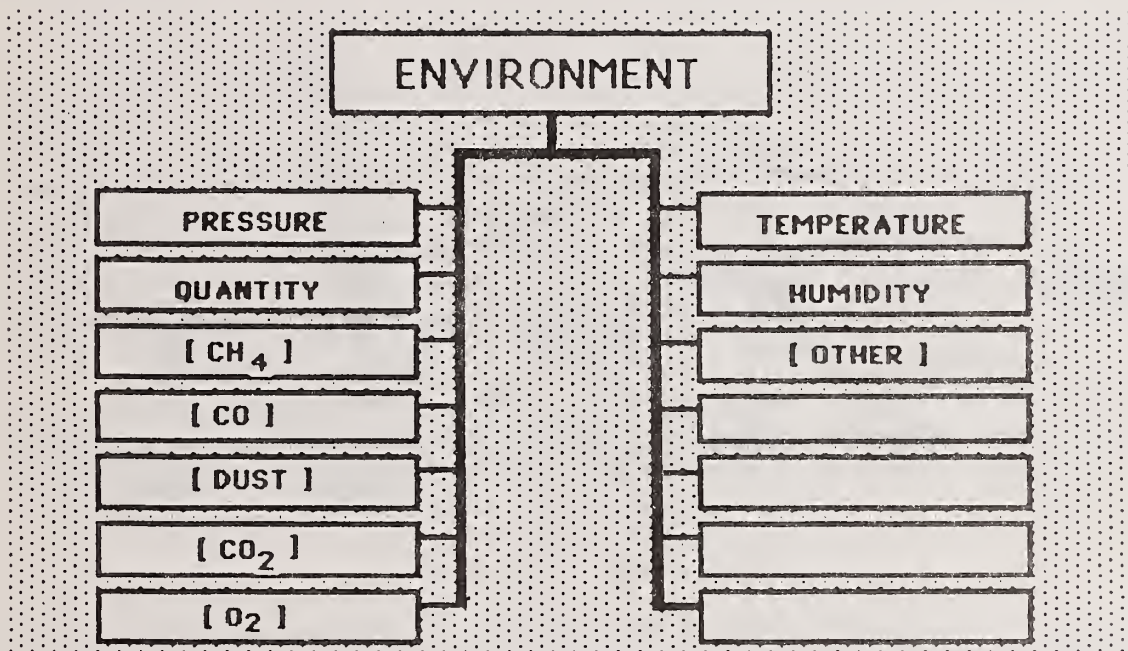 ENVIRONMENT
PRESSURE
QUANTITY
[ CH₄ ]
[ CO ]
[ DUST ]
[ CO₂ ]
[ O₂ ]
TEMPERATURE
HUMIDITY
[ OTHER ]